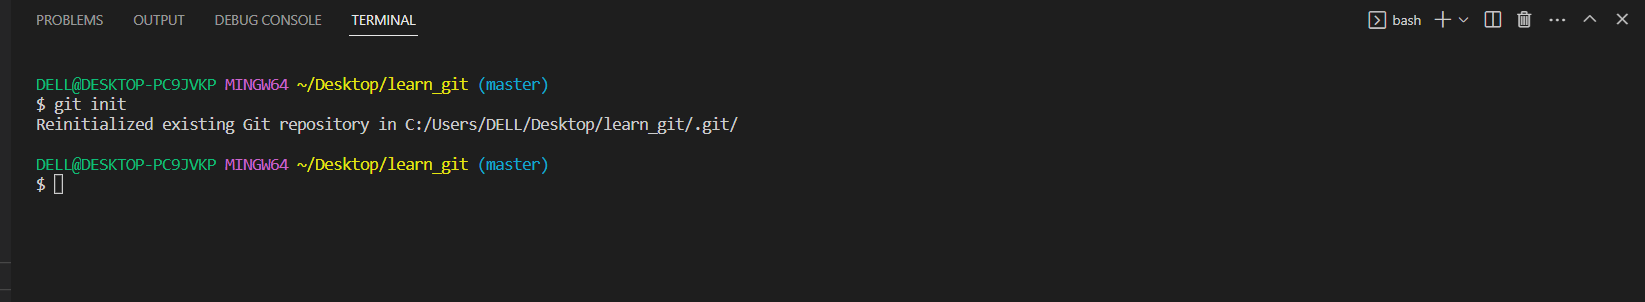 PROBLEMS OUTPUT DEBUG CONSOLE TERMINAL bash
DELL@DESKTOP-PC9JVKP MINGW64 ~/Desktop/learn_git (master)
$ git init
Reinitialized existing Git repository in C:/Users/DELL/Desktop/learn_git/.git/
DELL@DESKTOP-PC9JVKP MINGW64 ~/Desktop/learn_git (master)
$